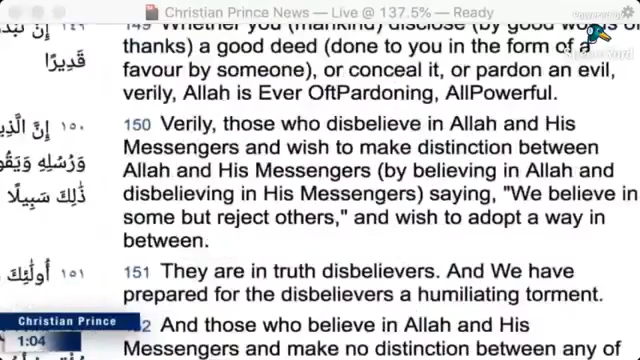 Christian Prince News — Live @ 137.5% — Ready
149 Whether you (mankind) disclose (by good words of
thanks) a good deed (done to you in the form of a
favour by someone), or conceal it, or pardon an evil,
verily, Allah is Ever OftPardoning, AllPowerful.
قَدِيرًا
١٥٠ إِنَّ
150 Verily, those who disbelieve in Allah and His
Messengers and wish to make distinction between
Allah and His Messengers (by believing in Allah and
disbelieving in His Messengers) saying, "We believe in
some but reject others," and wish to adopt a way in
between.
وَرُسُلِهِ
ذَٰلِكَ سَبِيلًا
١٥١ أُولَٰئِكَ
151 They are in truth disbelievers. And We have
prepared for the disbelievers a humiliating torment.
And those who believe in Allah and His
Messengers and make no distinction between any of
Christian Prince
1:04